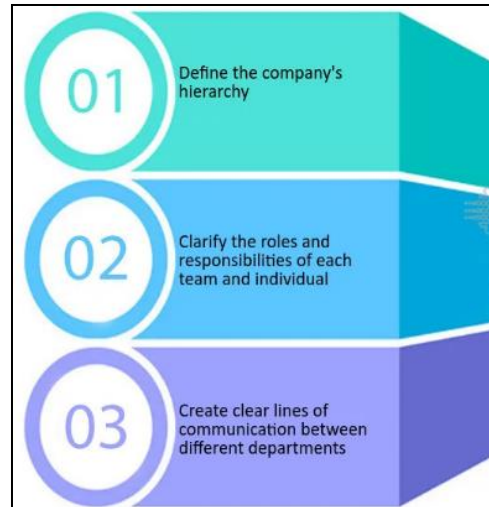 01
Define the company's
hierarchy
02
Clarify the roles and
responsibilities of each
team and individual
03
Create clear lines of
communication between
different departments